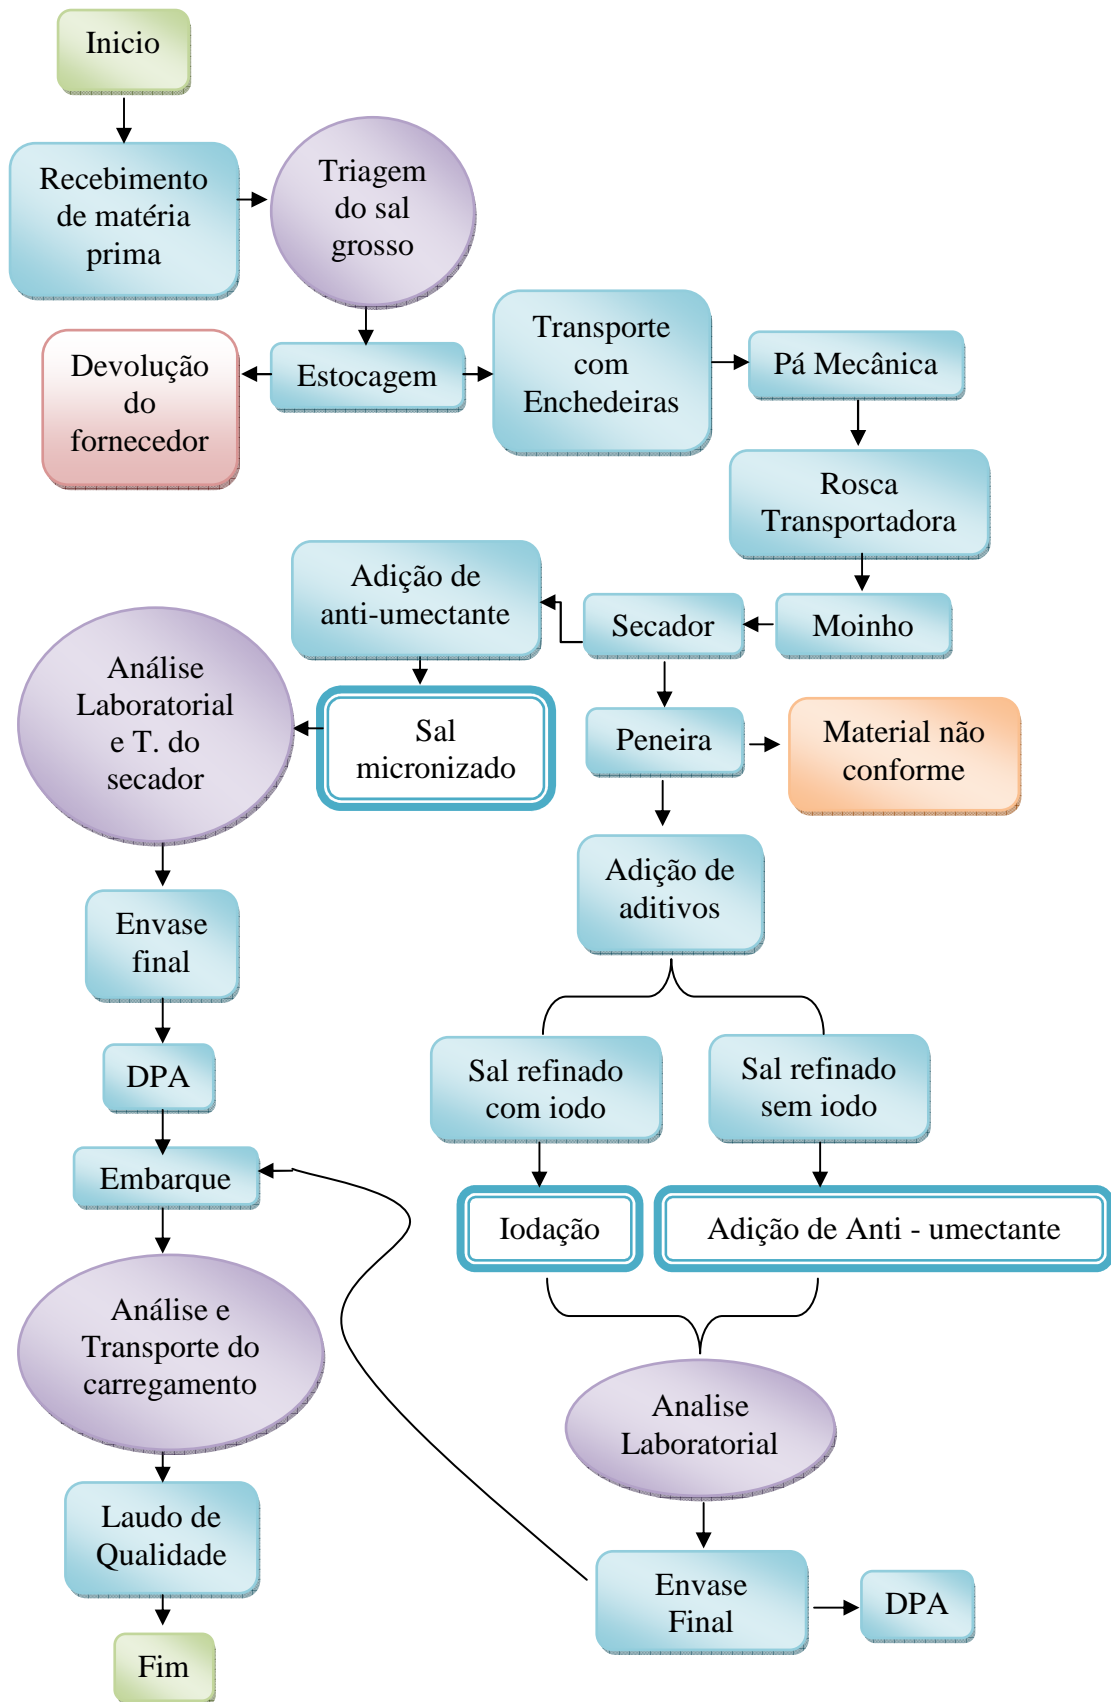 Inicio
Recebimento
de matéria
prima
Triagem
do sal
grosso
Devolução
do
fornecedor
Estocagem
Transporte
com
Enchedeiras
Pá Mecânica
Rosca
Transportadora
Moinho
Secador
Adição de
anti-umectante
Sal
micronizado
Análise
Laboratorial
e T. do
secador
Peneira
Material não
conforme
Adição de
aditivos
Envase
final
DPA
Embarque
Sal refinado
com iodo
Sal refinado
sem iodo
Iodação
Adição de Anti - umectante
Análise e
Transporte do
carregamento
Analise
Laboratorial
Laudo de
Qualidade
Envase
Final
DPA
Fim